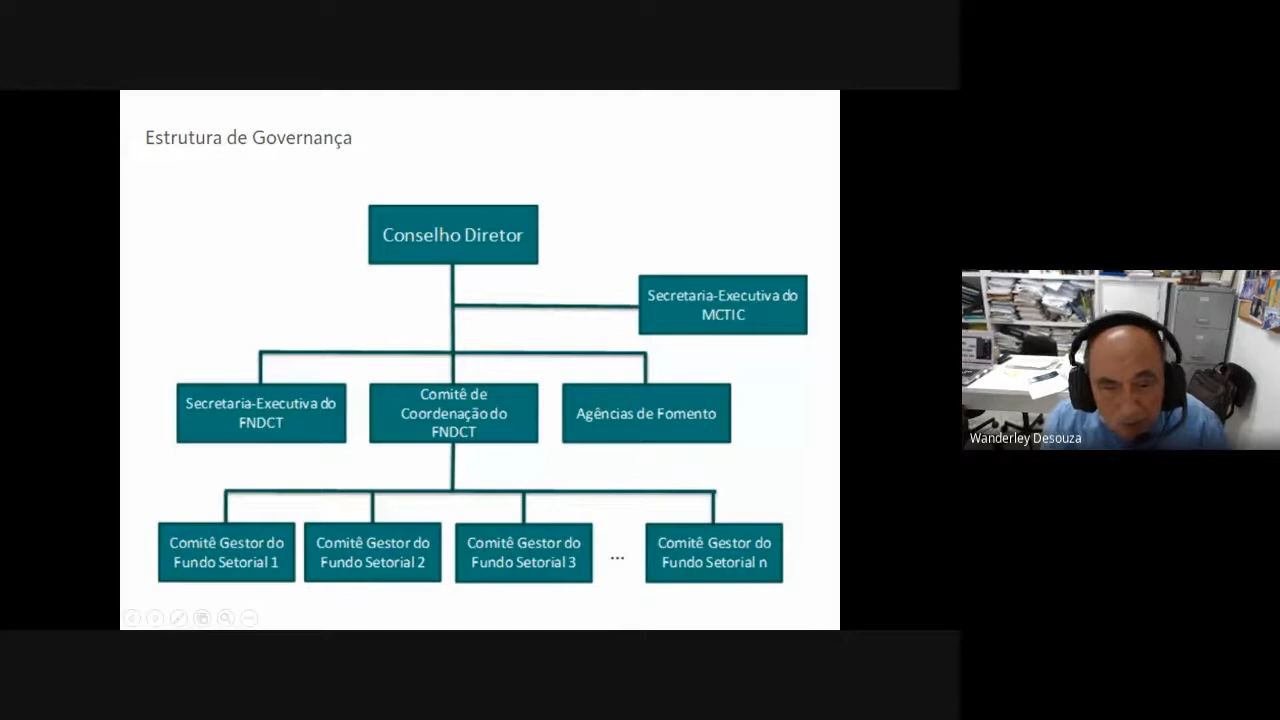 Estrutura de Governança
Conselho Diretor
Secretaria-Executiva do
MCTIC
Secretaria-Executiva do
FNDCT
Comitê de
Coordenação do
FNDCT
Agências de Fomento
Comitê Gestor do
Fundo Setorial 1
Comitê Gestor do
Fundo Setorial 2
Comitê Gestor do
Fundo Setorial 3
...
Comitê Gestor do
Fundo Setorial n
Wanderley Desouza